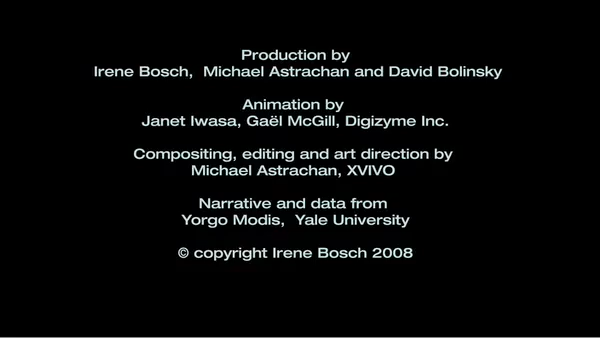 Production by
Irene Bosch, Michael Astrachan and David Bolinsky
Animation by
Janet Iwasa, Gaël McGill, Digizyme Inc.
Compositing, editing and art direction by
Michael Astrachan, XVIVO
Narrative and data from
Yorgo Modis, Yale University
© copyright Irene Bosch 2008